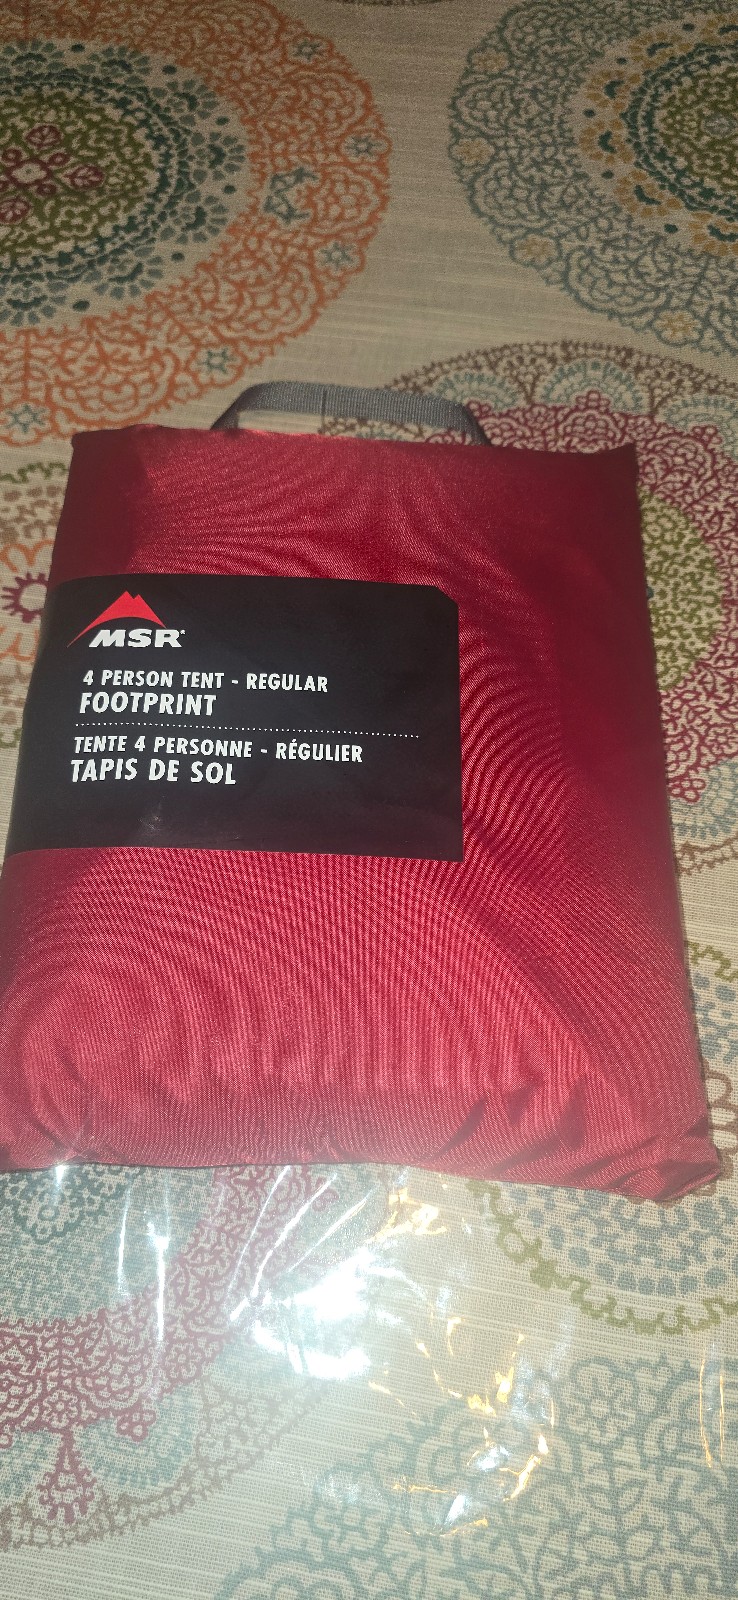 MSR
4 PERSON TENT - REGULAR
FOOTPRINT
TENTE 4 PERSONNE - RÉGULIER
TAPIS DE SOL